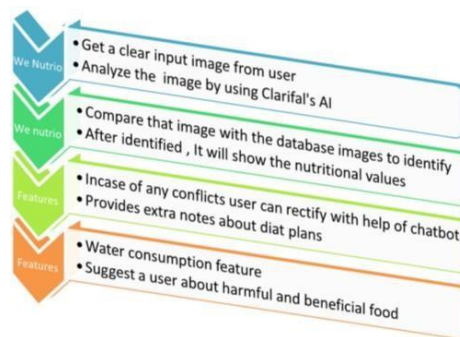 We Nutrio
• Get a clear input image from user
• Analyze the image by using Clarifal's AI
We nutrio
• Compare that image with the database images to identify
• After identified , It will show the nutritional values
Features
• Incase of any conflicts user can rectify with help of chatbot
• Provides extra notes about diat plans
Features
• Water consumption feature
• Suggest a user about harmful and beneficial food